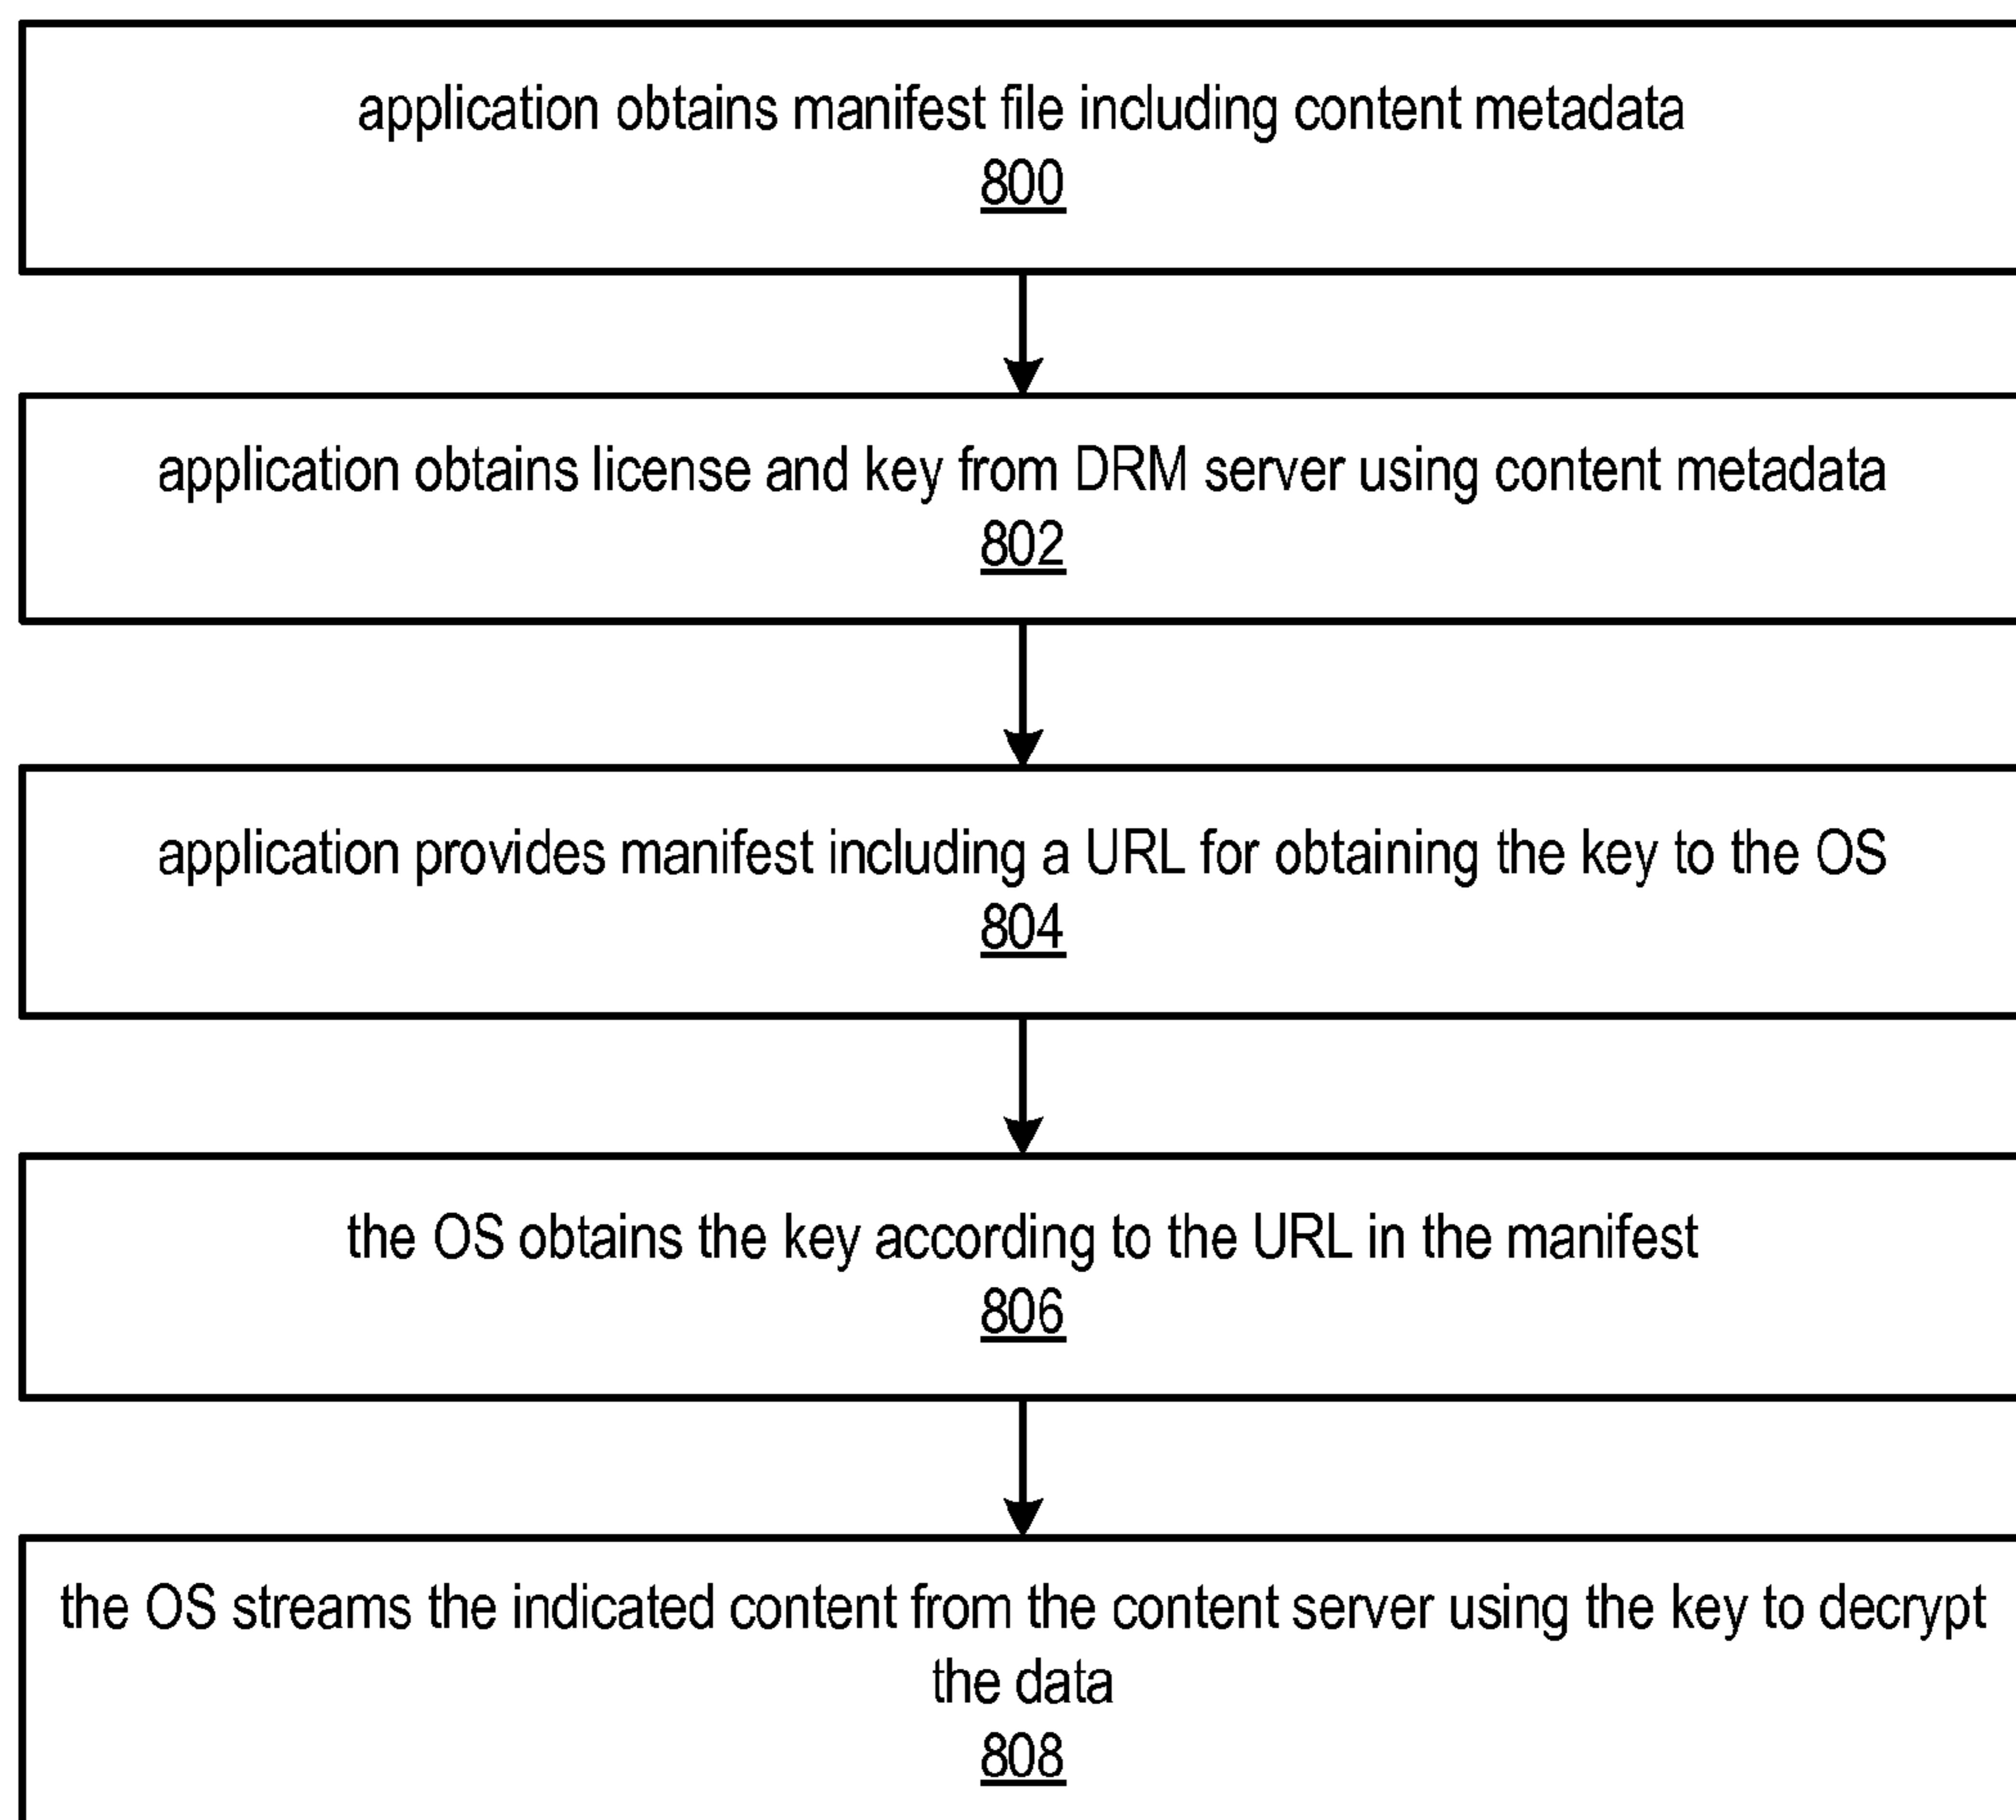 application obtains manifest file including content metadata
800
application obtains license and key from DRM server using content metadata
802
application provides manifest including a URL for obtaining the key to the OS
804
the OS obtains the key according to the URL in the manifest
806
the OS streams the indicated content from the content server using the key to decrypt
the data
808